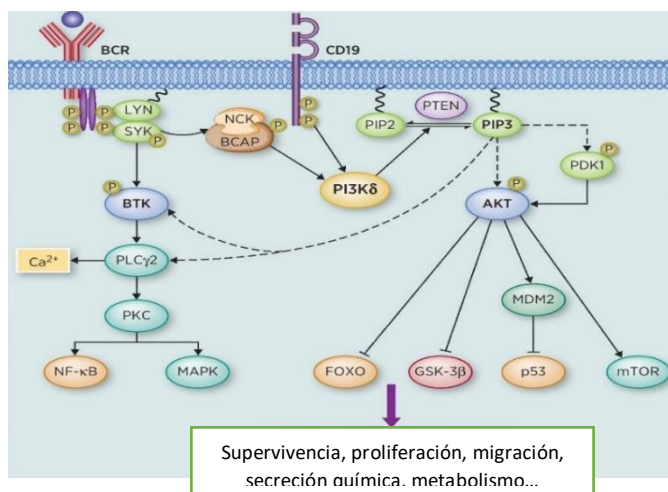 BCR
CD19
P
P
P
P
LYN
SYK
P
NCK
BCAP
P
P
P
PIP2
PTEN
PIP3
PI3Kδ
P
PDK1
P
BTK
P
AKT
Ca2+
PLCγ2
PKC
MDM2
NF-κB
MAPK
FOXO
GSK-3β
p53
mTOR
Supervivencia, proliferación, migración,
secreción química, metabolismo…